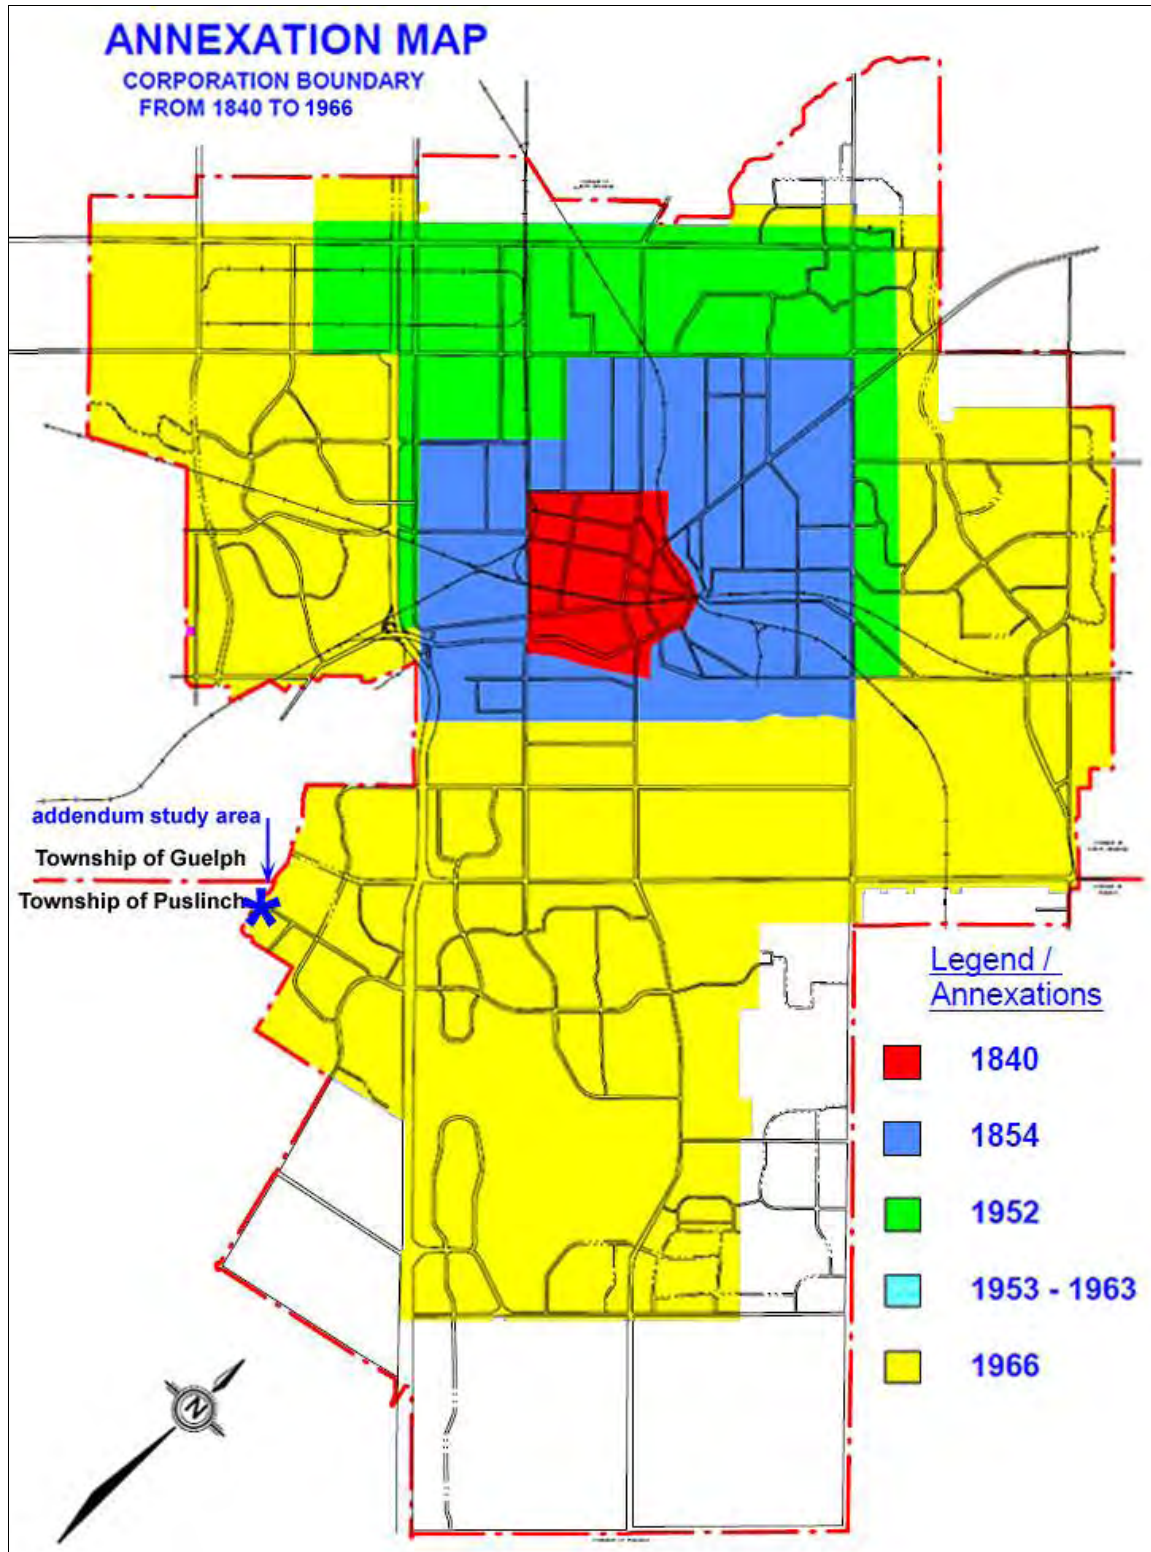 ANNEXATION MAP
CORPORATION BOUNDARY
FROM 1840 TO 1966
addendum study area
Township of Guelph
Township of Puslinch
Legend /
Annexations
1840
1854
1952
1953 - 1963
1966
N